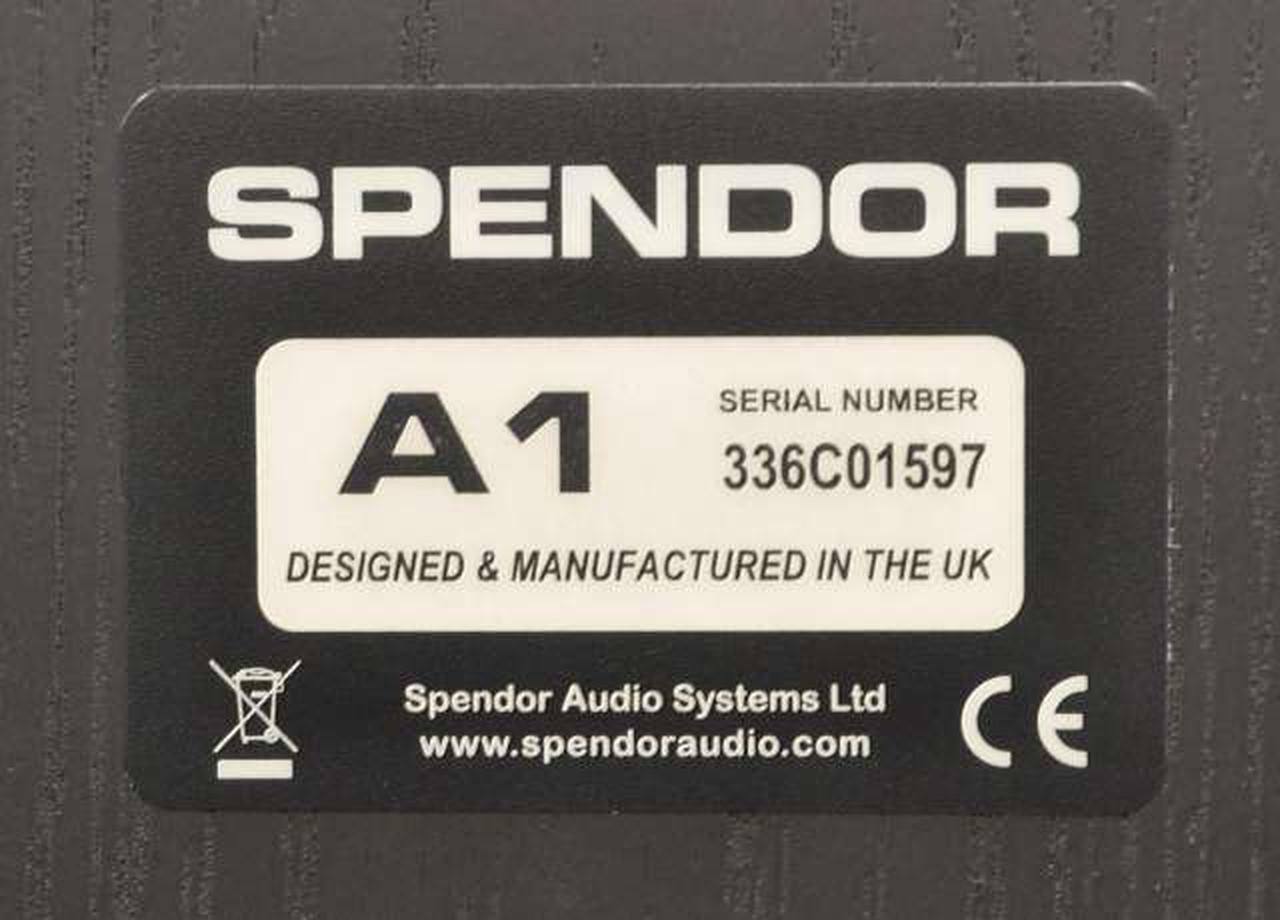 SPENDOR
A1
SERIAL NUMBER
336C01597
DESIGNED & MANUFACTURED IN THE UK
Spendor Audio Systems Ltd
www.spendoraudio.com
CE